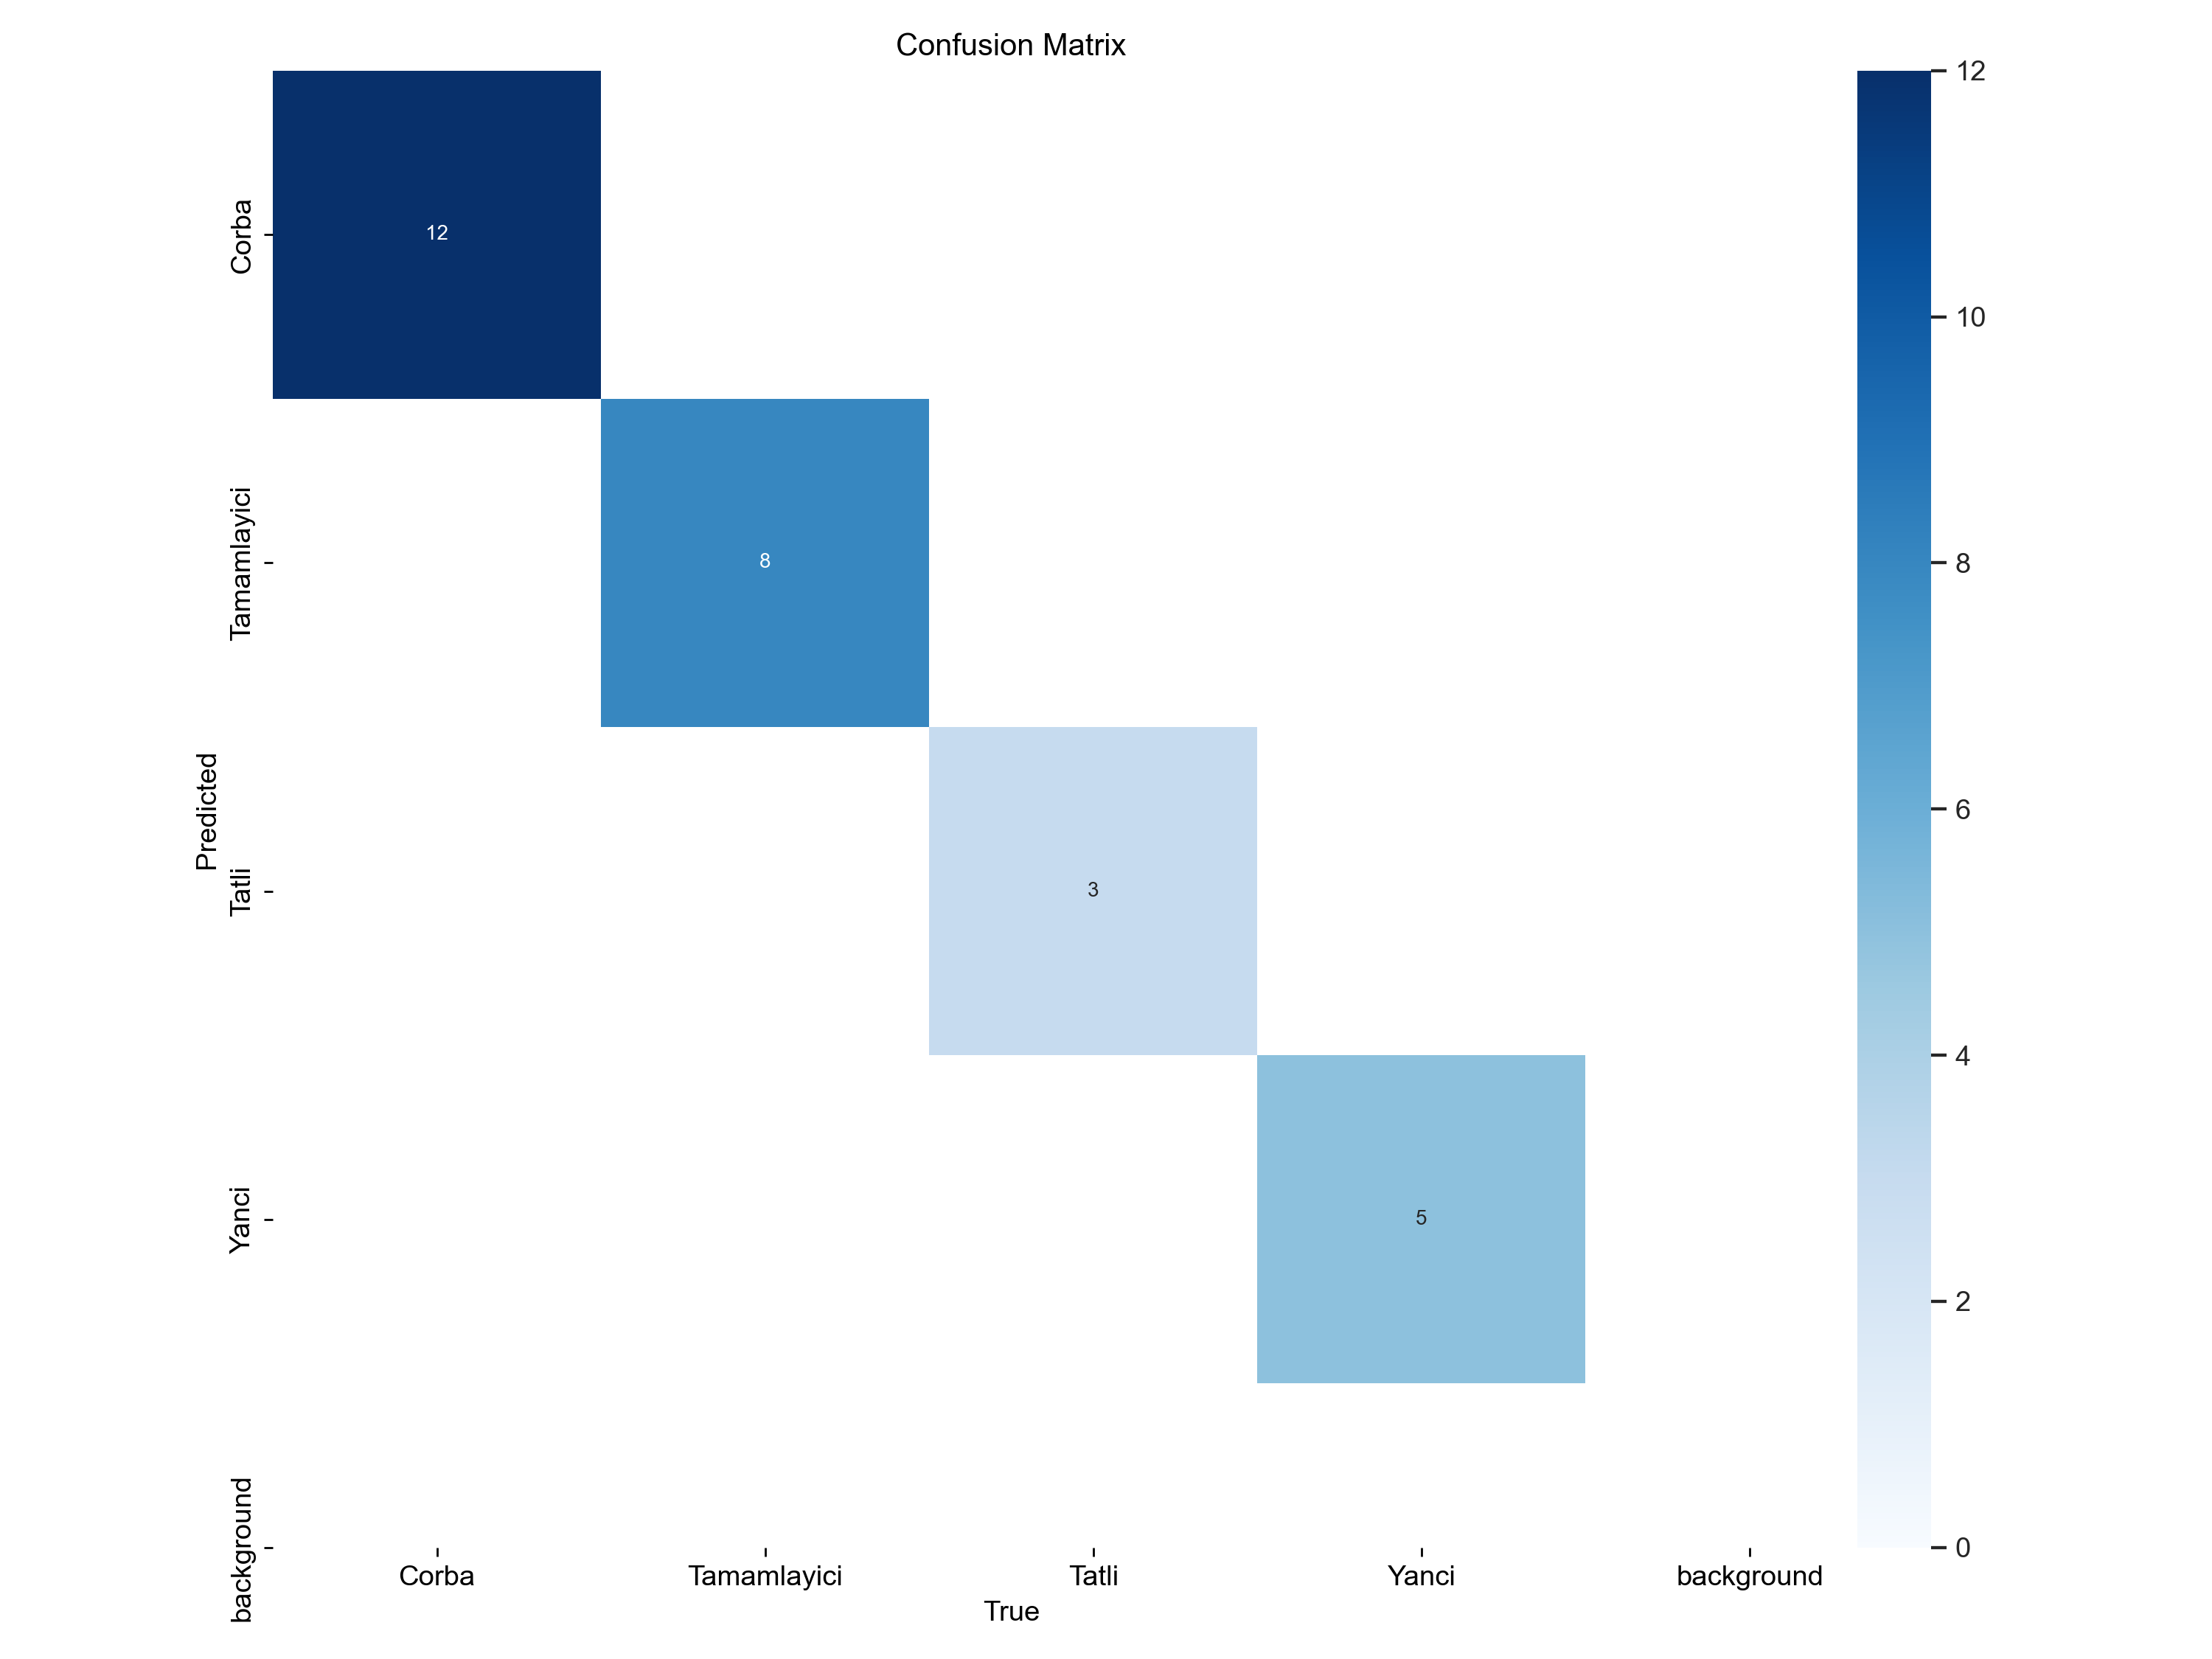 Confusion Matrix
Predicted
Corba
Tamamlayici
Tatli
Yanci
background
12
8
3
5
Corba
Tamamlayici
Tatli
Yanci
background
True
12
10
8
6
4
2
0